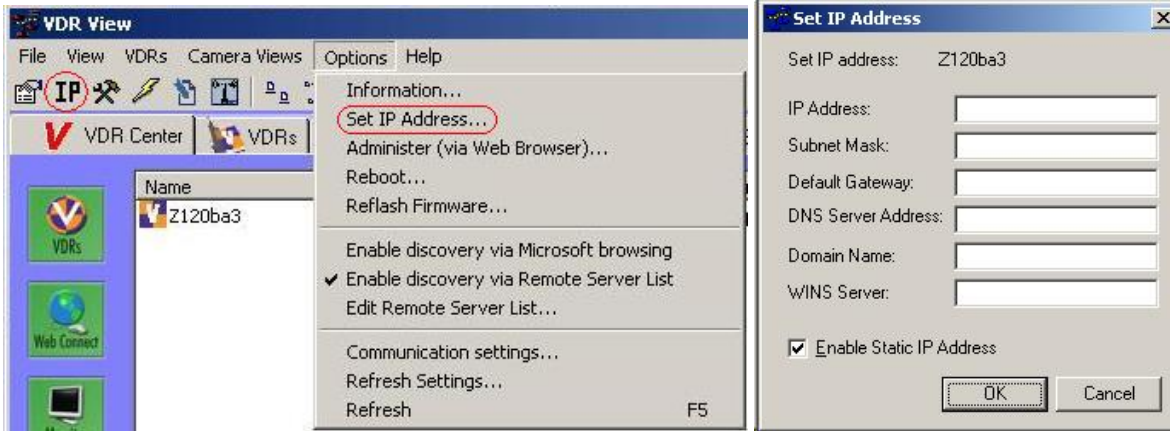 VDR View
File View VDRs Camera Views Options Help
IP
VDR Center VDRs
Name
Z120ba3
VDRs
Web Connect
Information...
Set IP Address...
Administer (via Web Browser)...
Reboot...
Reflash Firmware...
Enable discovery via Microsoft browsing
Enable discovery via Remote Server List
Edit Remote Server List...
Communication settings...
Refresh Settings...
Refresh F5
Set IP Address
Set IP address: Z120ba3
IP Address:
Subnet Mask:
Default Gateway:
DNS Server Address:
Domain Name:
WINS Server:
Enable Static IP Address
OK Cancel